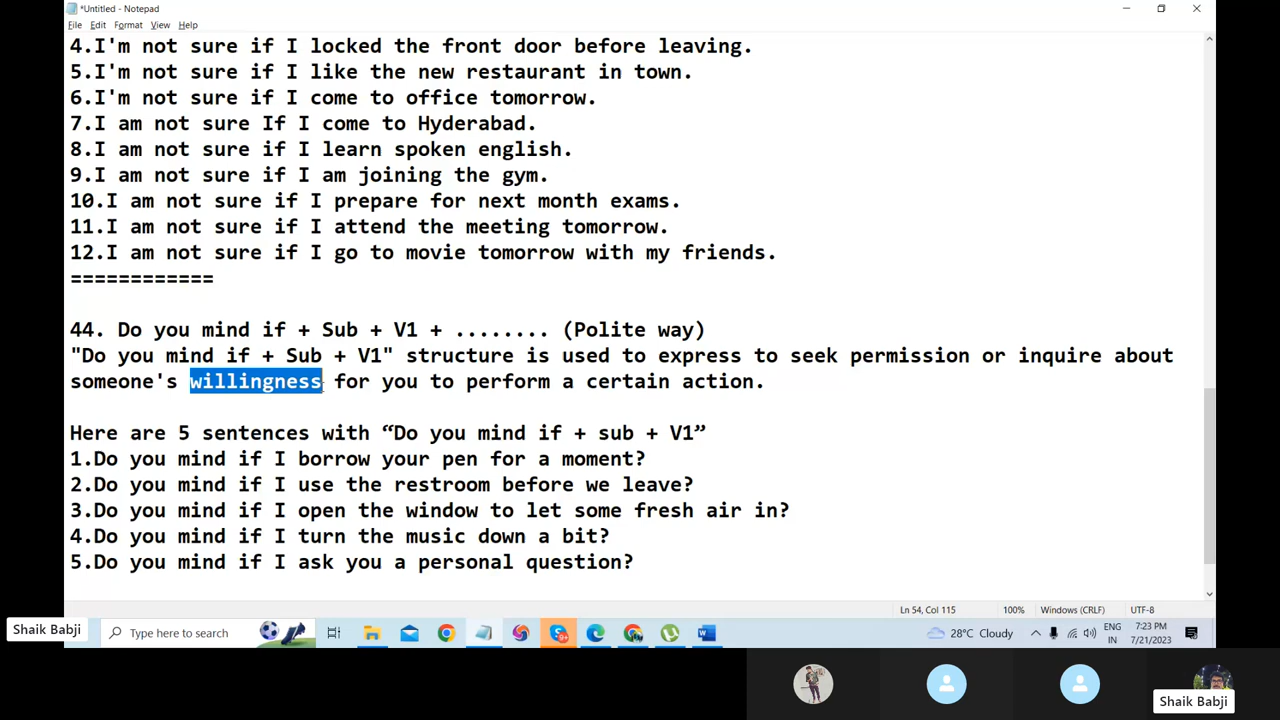 *Untitled - Notepad
File Edit Format View Help
4.I'm not sure if I locked the front door before leaving.
5.I'm not sure if I like the new restaurant in town.
6.I'm not sure if I come to office tomorrow.
7.I am not sure If I come to Hyderabad.
8.I am not sure if I learn spoken english.
9.I am not sure if I am joining the gym.
10.I am not sure if I prepare for next month exams.
11.I am not sure if I attend the meeting tomorrow.
12.I am not sure if I go to movie tomorrow with my friends.
============
44. Do you mind if + Sub + V1 + ........ (Polite way)
"Do you mind if + Sub + V1" structure is used to express to seek permission or inquire about
someone's willingness for you to perform a certain action.
Here are 5 sentences with “Do you mind if + sub + V1”
1.Do you mind if I borrow your pen for a moment?
2.Do you mind if I use the restroom before we leave?
3.Do you mind if I open the window to let some fresh air in?
4.Do you mind if I turn the music down a bit?
5.Do you mind if I ask you a personal question?
Ln 54, Col 115 100% Windows (CRLF) UTF-8
Shaik Babji
Type here to search
28°C Cloudy
ENG
IN
7:23 PM
7/21/2023
Shaik Babji